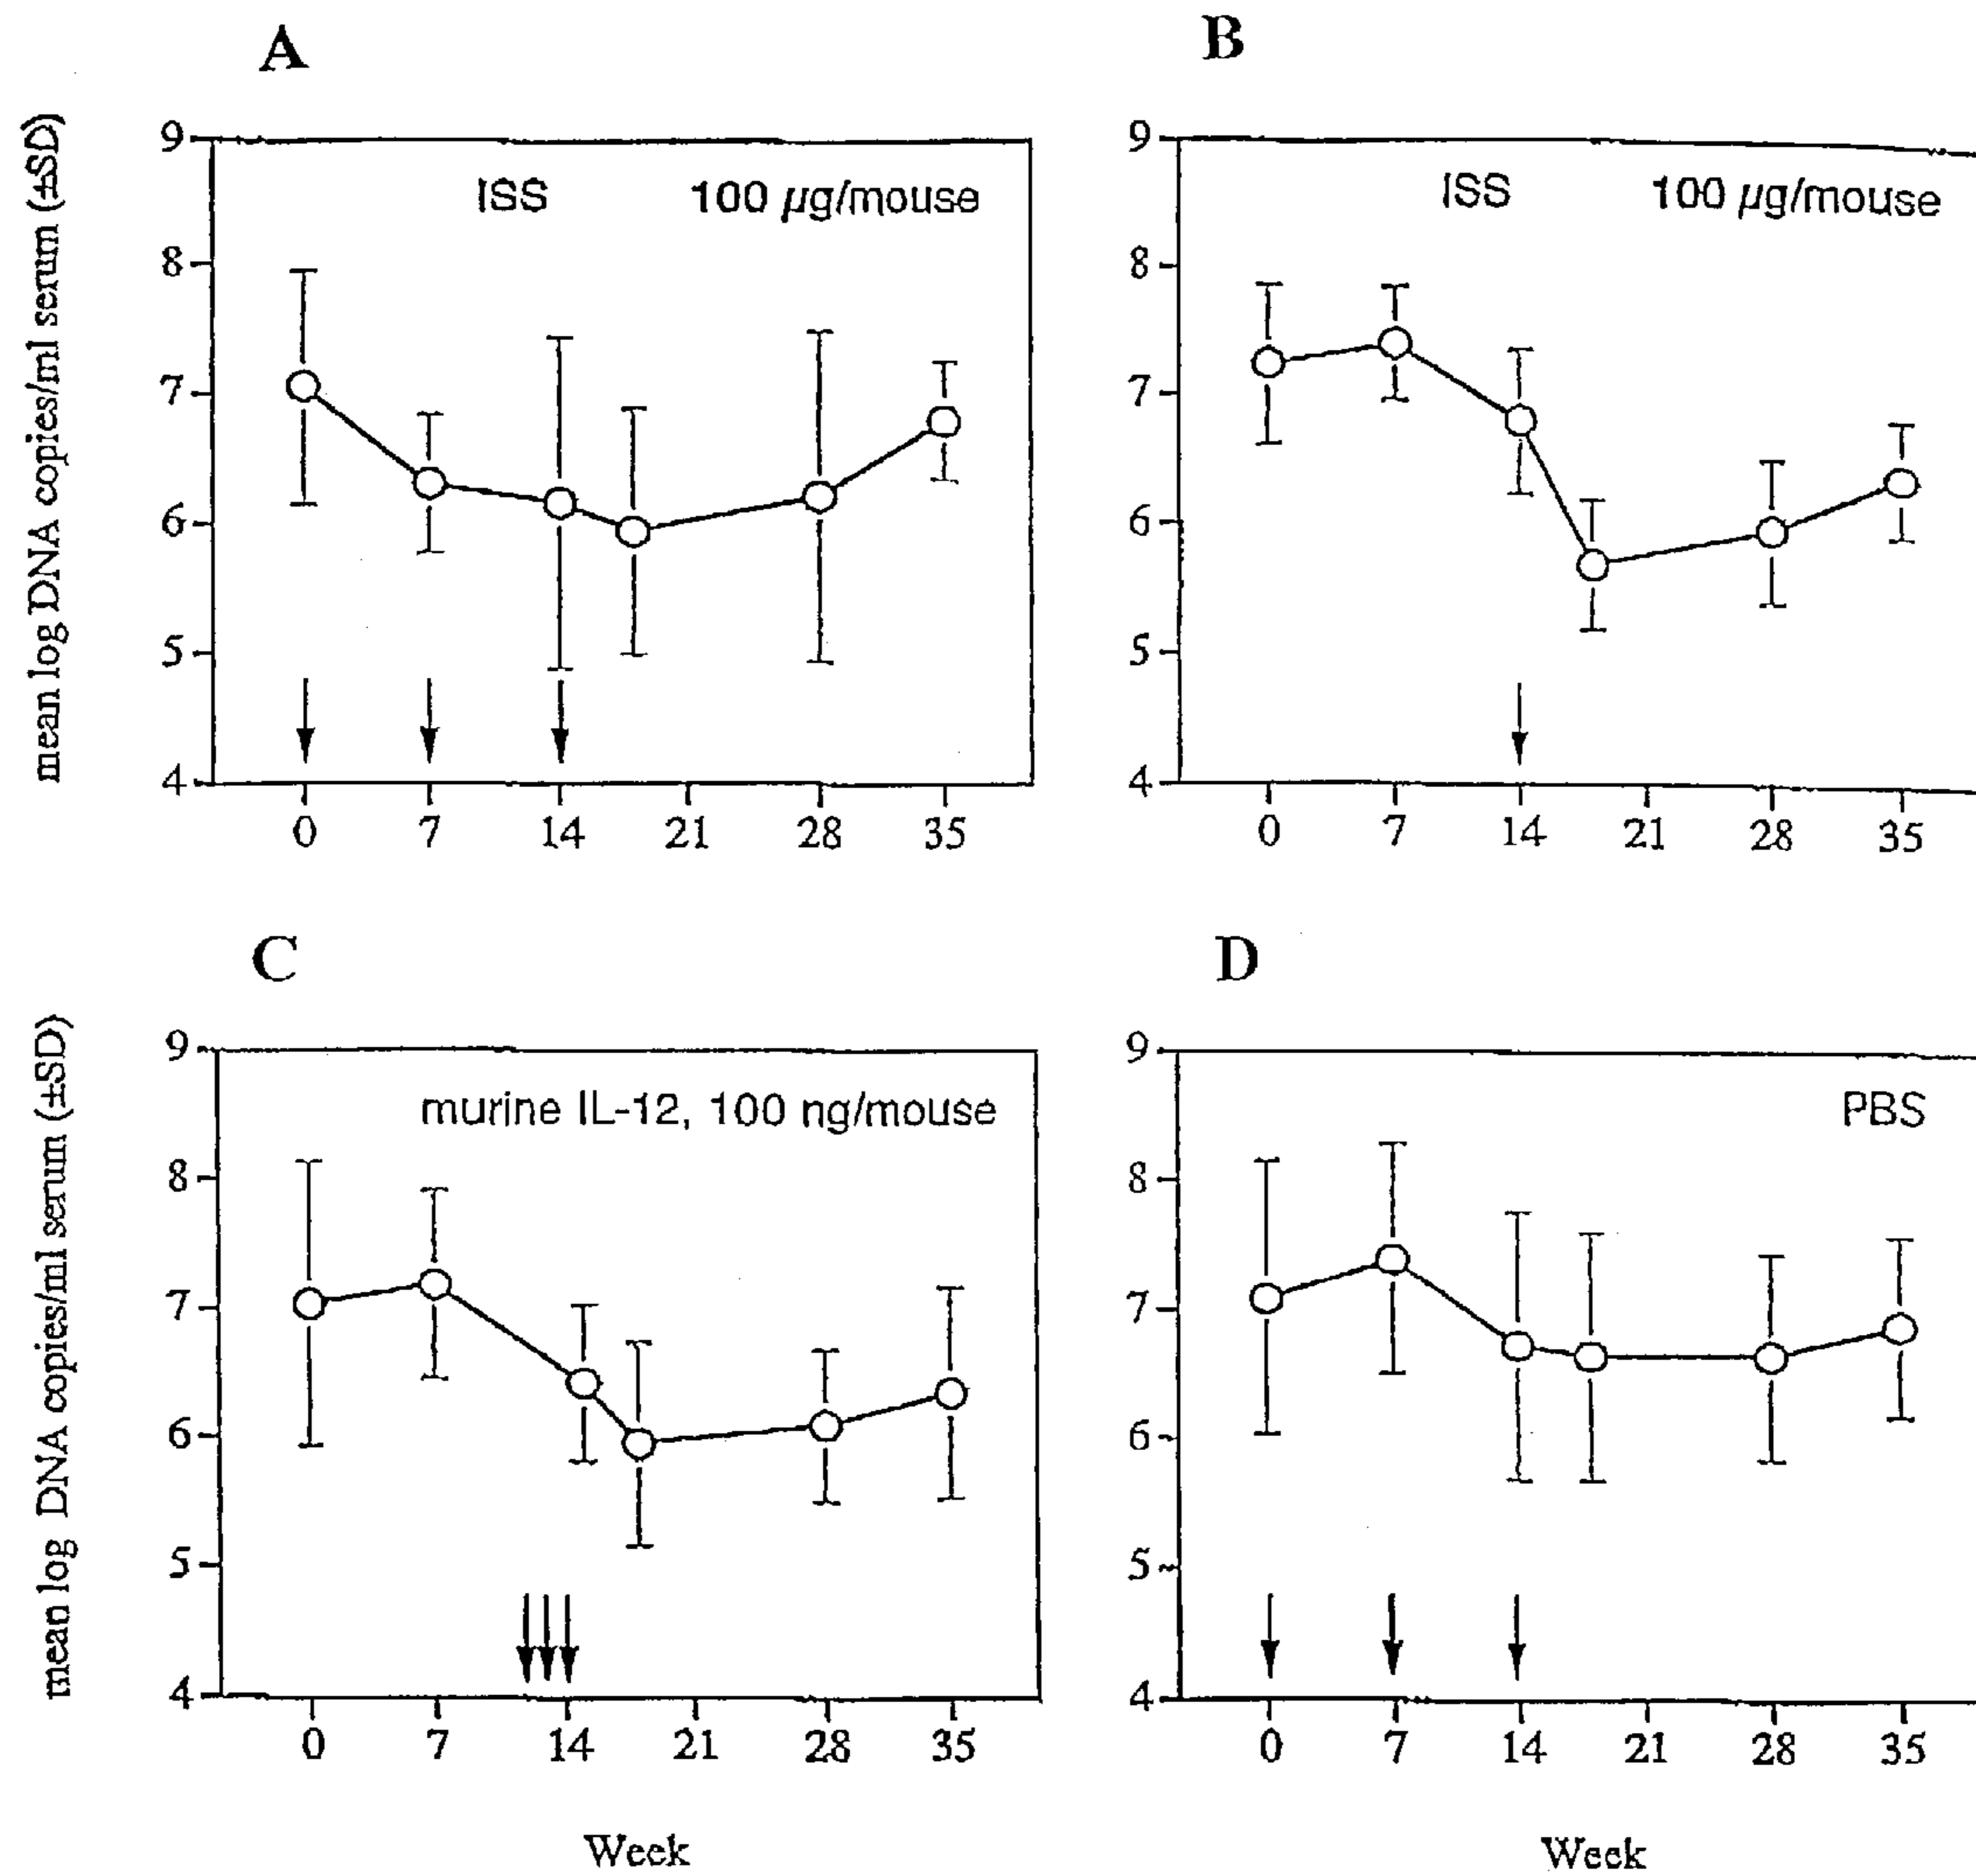 A
B
mean log DNA copies/ml serum (±SD)
9
8
7
6
5
4
ISS 100 µg/mouse
0 7 14 21 28 35
9
8
7
6
5
4
ISS 100 µg/mouse
0 7 14 21 28 35
C
D
mean log DNA copies/ml serum (±SD)
9
8
7
6
5
4
murine IL-12, 100 ng/mouse
0 7 14 21 28 35
Week
9
8
7
6
5
4
PBS
0 7 14 21 28 35
Week